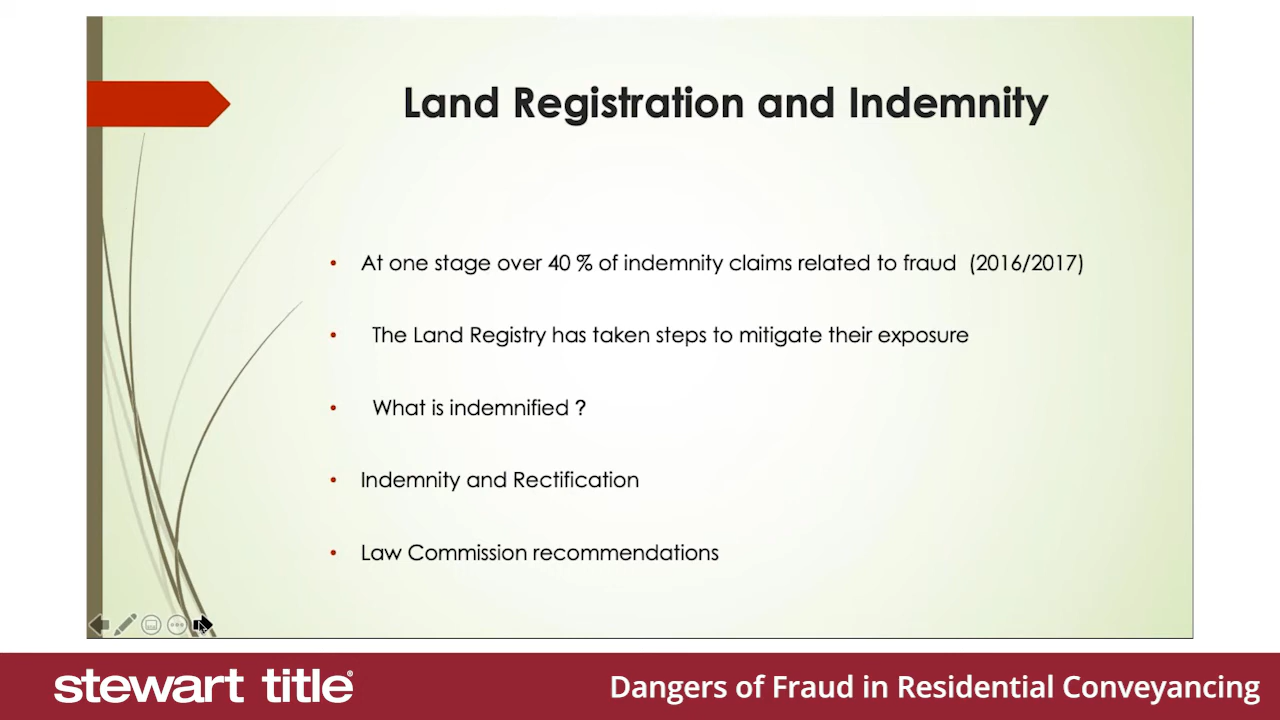 Land Registration and Indemnity
• At one stage over 40 % of indemnity claims related to fraud (2016/2017)
• The Land Registry has taken steps to mitigate their exposure
• What is indemnified ?
• Indemnity and Rectification
• Law Commission recommendations
stewart title®
Dangers of Fraud in Residential Conveyancing